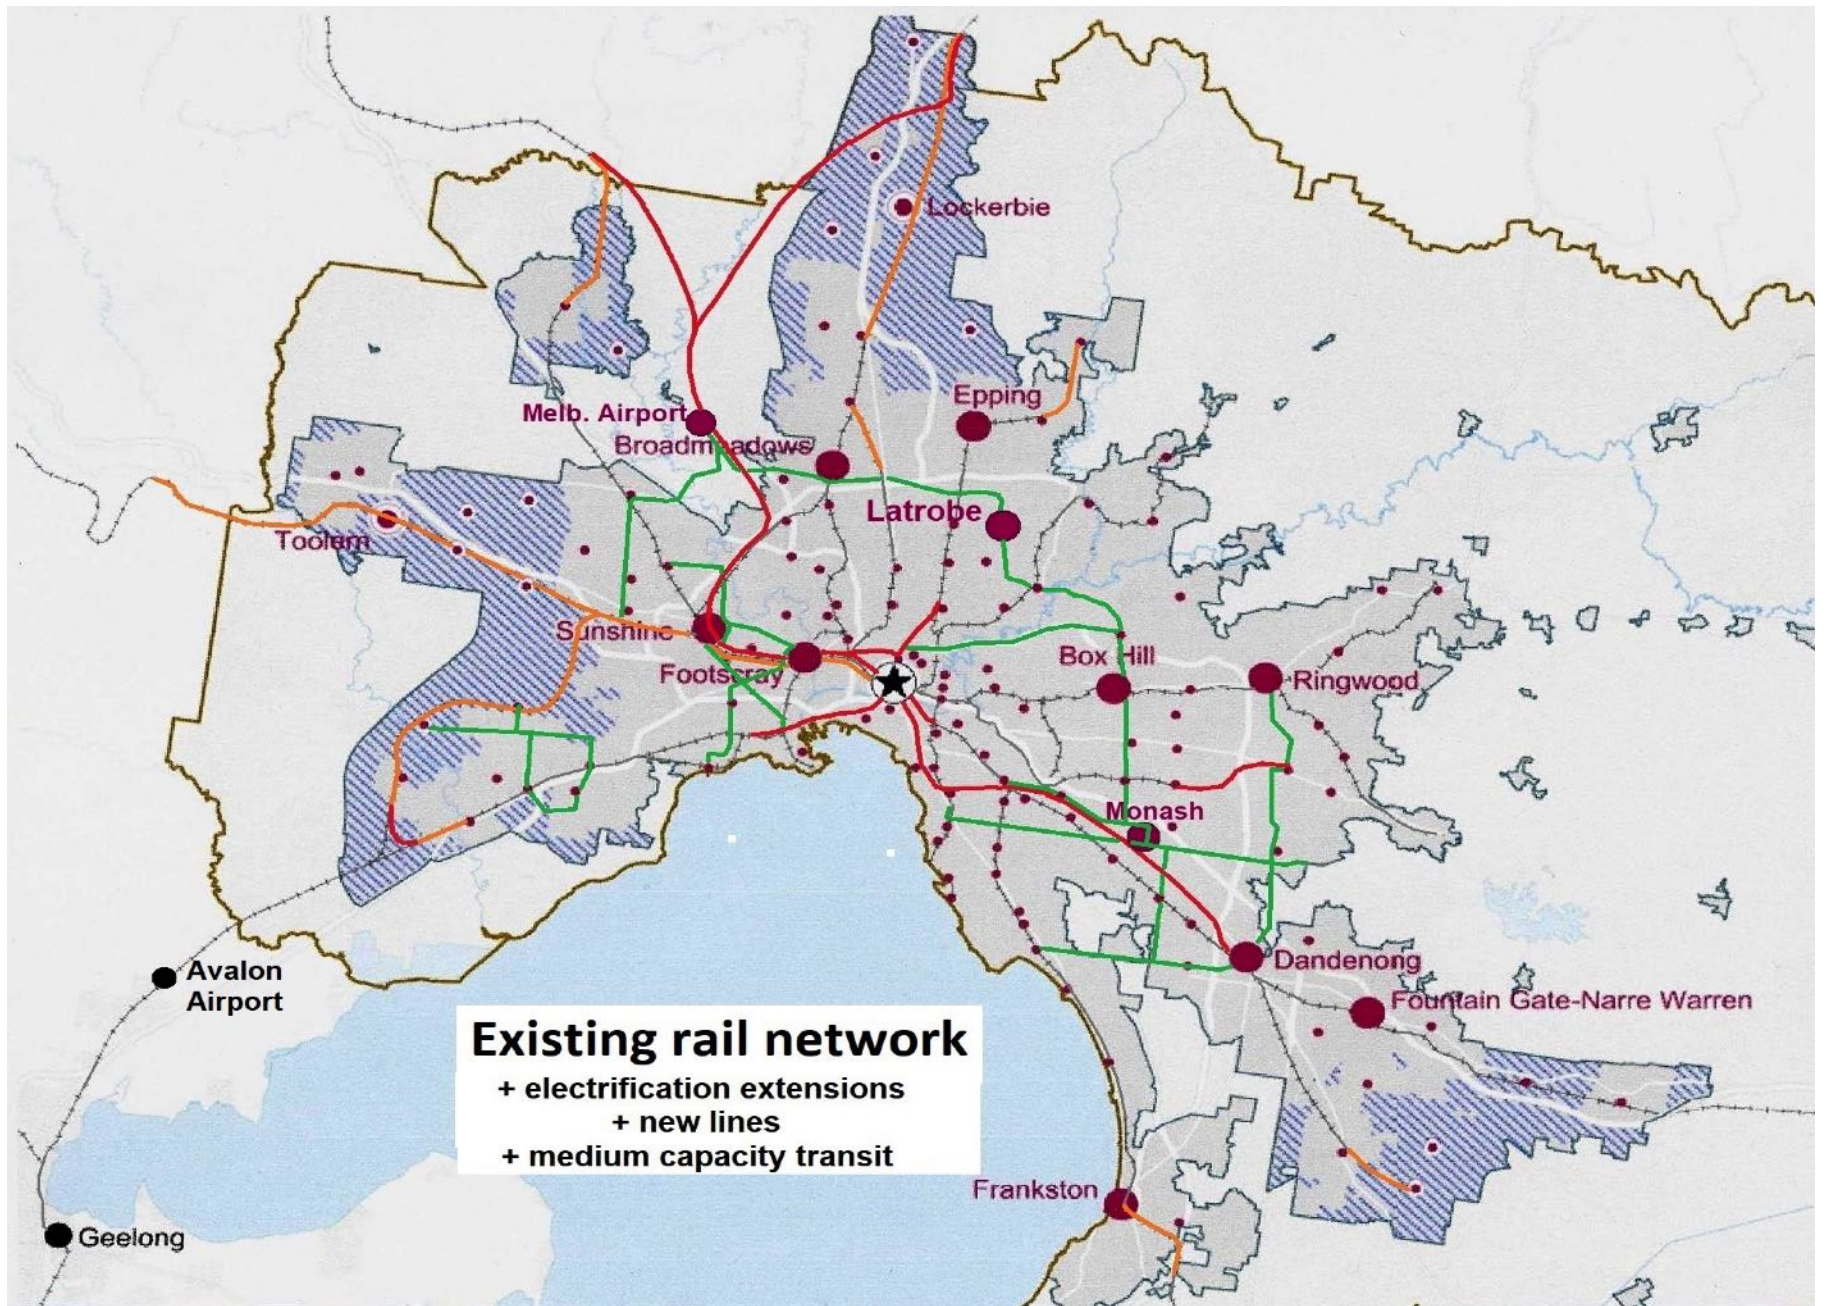 Lockerbie
Epping
Melb. Airport
Broadmeadows
Latrobe
Toolern
Sunshine
Footscray
Box Hill
Ringwood
Monash
Avalon
Airport
Dandenong
Fountain Gate-Narre Warren
Existing rail network
+ electrification extensions
+ new lines
+ medium capacity transit
Frankston
Geelong